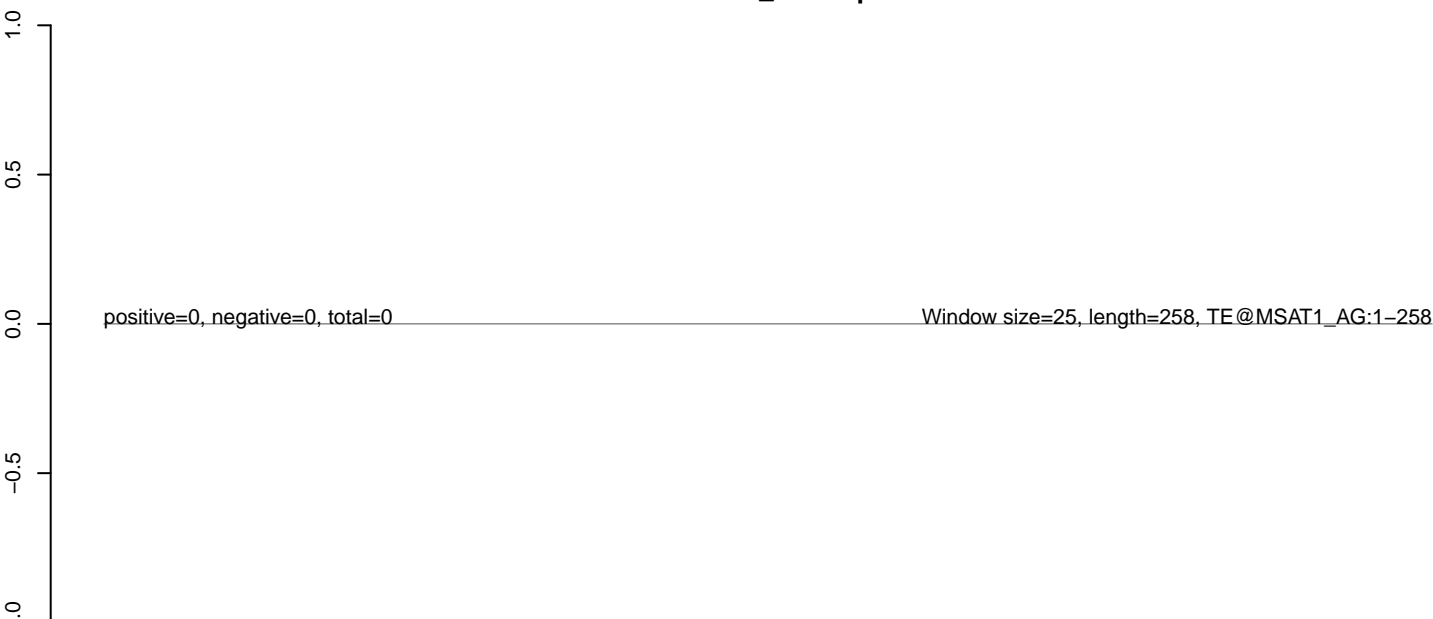 1.0
0.5
positive=0, negative=0, total=0
Window size=25, length=258, TE@MSAT1_AG:1−258
0.0
−0.5